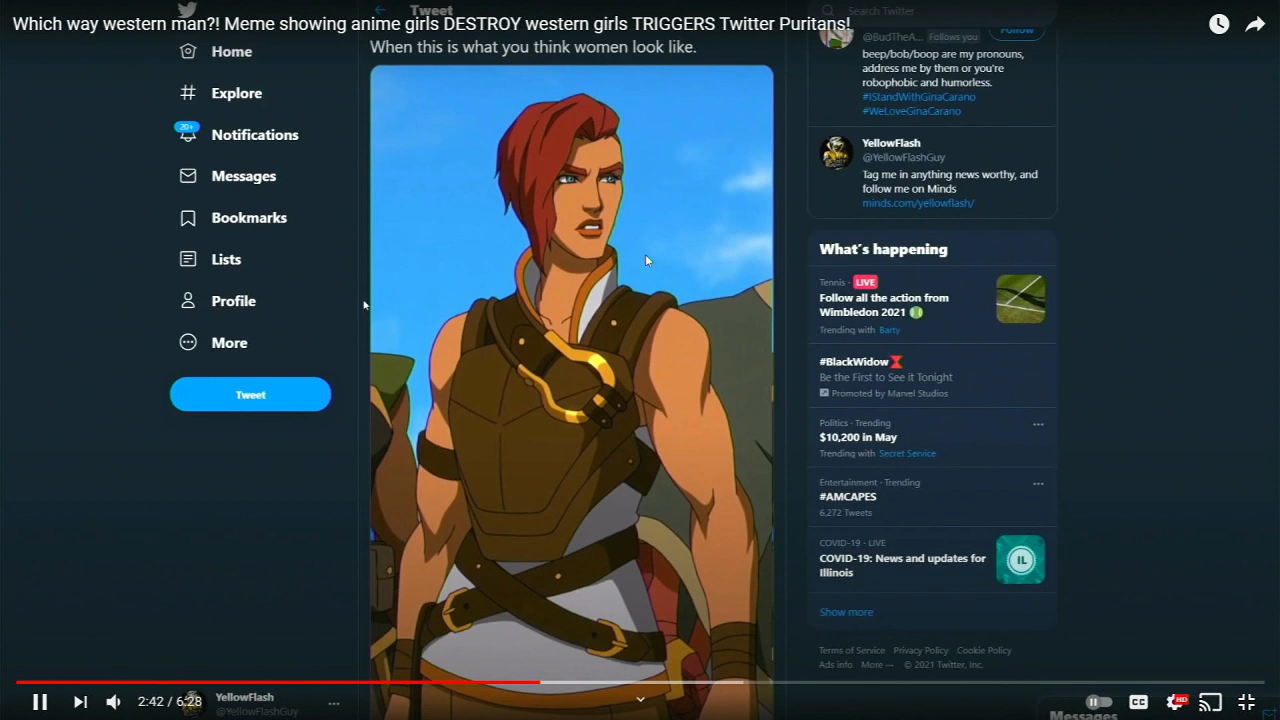 Which way western man?! Meme showing anime girls DESTROY western girls TRIGGERS Twitter Puritans!
Tweet
When this is what you think women look like.
Home
Explore
20+
Notifications
Messages
Bookmarks
Lists
Profile
More
Tweet
YellowFlash
@YellowFlashGuy
Search Twitter
@BudTheA... Follows you
Follow
beep/bob/boop are my pronouns,
address me by them or you're
robophobic and humorless.
#IStandWithGinaCarano
#WeLoveGinaCarano
YellowFlash
@YellowFlashGuy
Tag me in anything news worthy, and
follow me on Minds
minds.com/yellowflash/
What's happening
Tennis · LIVE
Follow all the action from
Wimbledon 2021
Trending with Barty
#BlackWidow
Be the First to See it Tonight
Promoted by Marvel Studios
Politics · Trending
$10,200 in May
Trending with Secret Service
Entertainment · Trending
#AMCAPES
6,272 Tweets
COVID-19 · LIVE
COVID-19: News and updates for
Illinois
IL
Show more
Terms of Service Privacy Policy Cookie Policy
Ads info More ··· © 2021 Twitter, Inc.
Messages
2:42 / 6:28
CC
HD